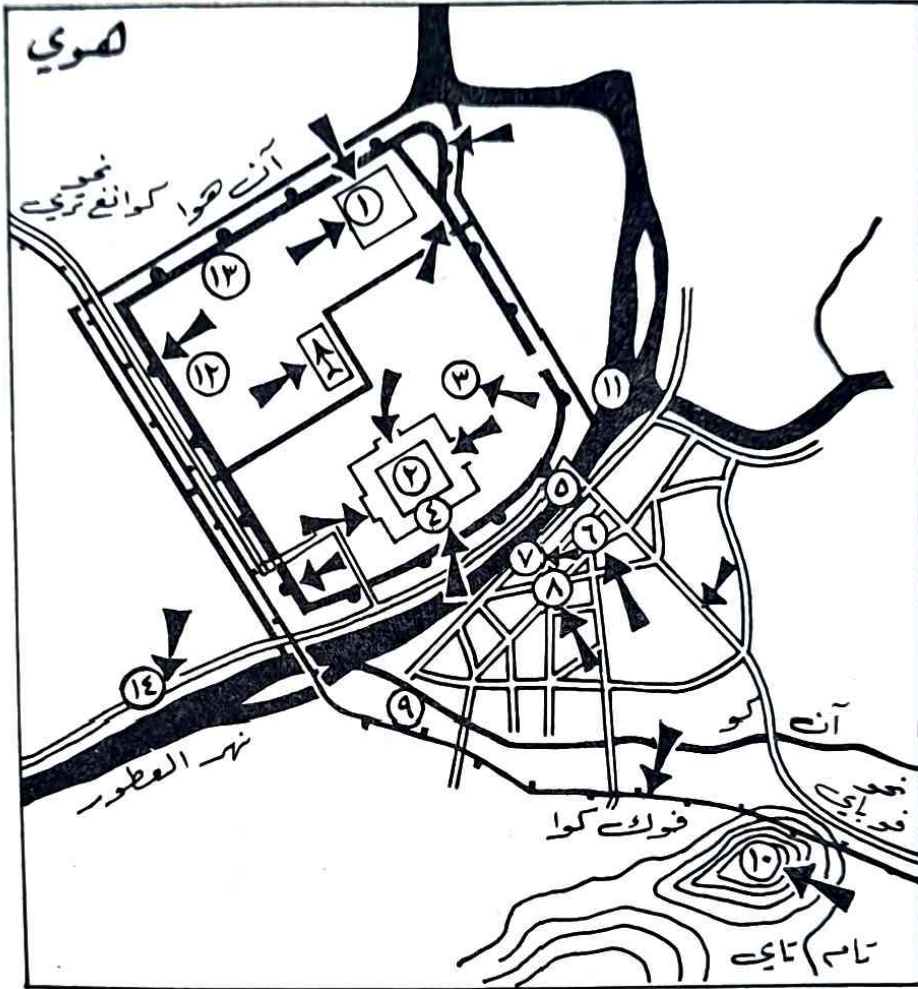 هوي
نحو
كوانغ تري
آن هوا
١
١٣
١٢
٣
١١
٢
٥
٤
٦
٧
٨
١٤
٩
نهر العطور
آن كو
نحو
فو باي
فوك كوا
١٠
تام تاي